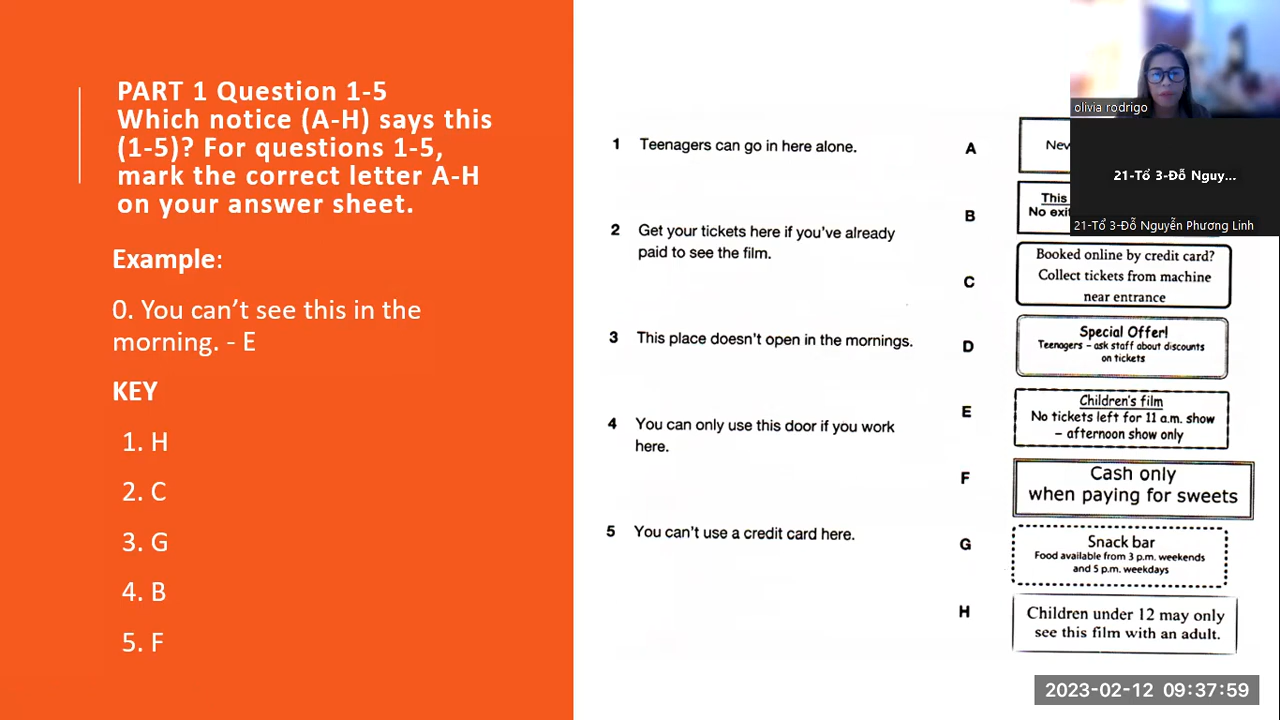 PART 1 Question 1-5
Which notice (A-H) says this
(1-5)? For questions 1-5,
mark the correct letter A-H
on your answer sheet.
Example:
0. You can’t see this in the
morning. - E
KEY
1. H
2. C
3. G
4. B
5. F
1 Teenagers can go in here alone.
2 Get your tickets here if you’ve already
paid to see the film.
3 This place doesn’t open in the mornings.
4 You can only use this door if you work
here.
5 You can’t use a credit card here.
A
B This
No exi
C Booked online by credit card?
Collect tickets from machine
near entrance
D Special Offer!
Teenagers – ask staff about discounts
on tickets
E Children’s film
No tickets left for 11 a.m. show
– afternoon show only
F Cash only
when paying for sweets
G Snack bar
Food available from 3 p.m. weekends
and 5 p.m. weekdays
H Children under 12 may only
see this film with an adult.
olivia rodrigo
21-Tổ 3-Đỗ Nguy...
21-Tổ 3-Đỗ Nguyễn Phương Linh
2023-02-12 09:37:59